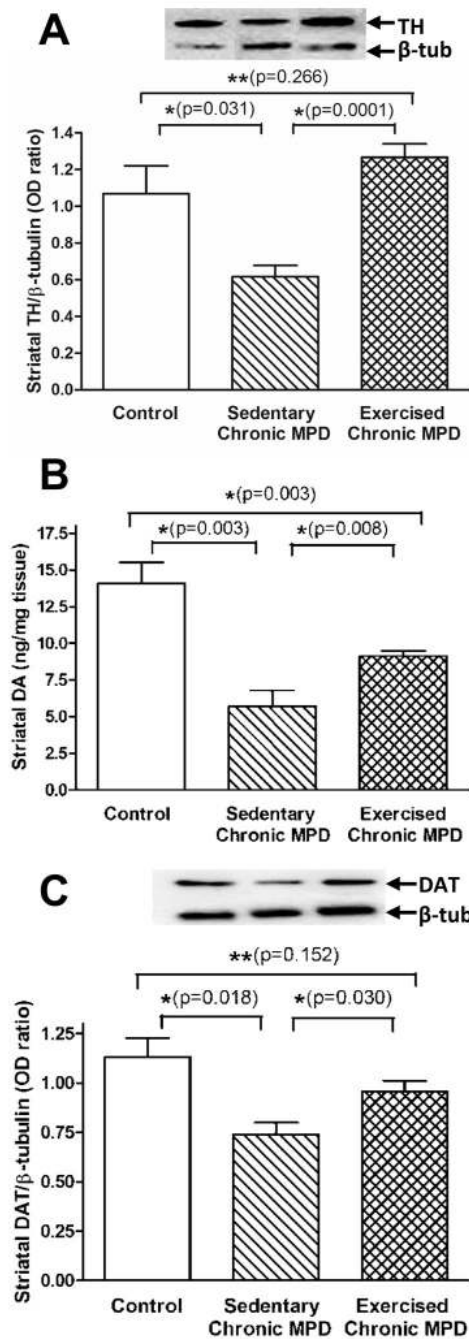 A
TH
β-tub
**(p=0.266)
*(p=0.031) *(p=0.0001)
Striatal TH/β-tubulin (OD ratio)
1.4
1.2
1.0
0.8
0.6
0.4
0.2
0.0
Control Sedentary Chronic MPD Exercised Chronic MPD
B
*(p=0.003)
*(p=0.003) *(p=0.008)
Striatal DA (ng/mg tissue)
17.5
15.0
12.5
10.0
7.5
5.0
2.5
0.0
Control Sedentary Chronic MPD Exercised Chronic MPD
C
DAT
β-tub
**(p=0.152)
*(p=0.018) *(p=0.030)
Striatal DAT/β-tubulin (OD ratio)
1.25
1.00
0.75
0.50
0.25
0.00
Control Sedentary Chronic MPD Exercised Chronic MPD